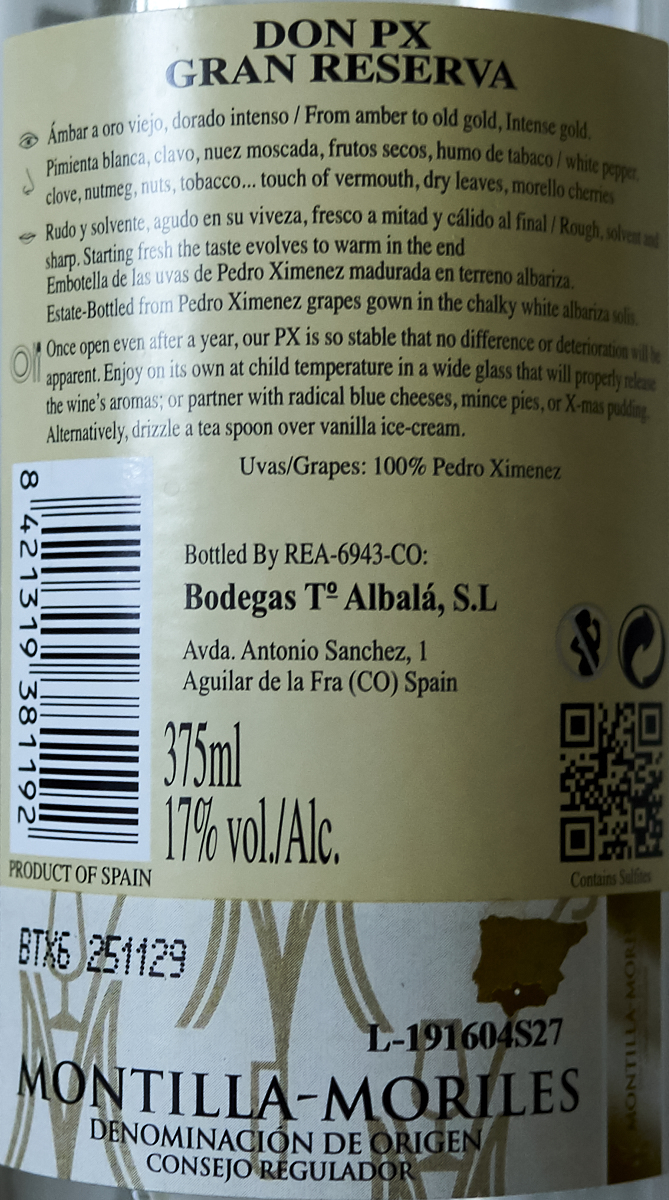 DON PX
GRAN RESERVA
Ámbar a oro viejo, dorado intenso / From amber to old gold, Intense gold.
Pimienta blanca, clavo, nuez moscada, frutos secos, humo de tabaco / white pepper,
clove, nutmeg, nuts, tobacco... touch of vermouth, dry leaves, morello cherries
Rudo y solvente, agudo en su viveza, fresco a mitad y cálido al final / Rough, solvent and
sharp. Starting fresh the taste evolves to warm in the end
Embotella de las uvas de Pedro Ximenez madurada en terreno albariza.
Estate-Bottled from Pedro Ximenez grapes gown in the chalky white albariza solis.
Once open even after a year, our PX is so stable that no difference or deterioration will be
apparent. Enjoy on its own at child temperature in a wide glass that will properly release
the wine's aromas; or partner with radical blue cheeses, mince pies, or X-mas pudding.
Alternatively, drizzle a tea spoon over vanilla ice-cream.
Uvas/Grapes: 100% Pedro Ximenez
8 421319 381192
Bottled By REA-6943-CO:
Bodegas Tº Albalá, S.L
Avda. Antonio Sanchez, 1
Aguilar de la Fra (CO) Spain
375ml
17% vol./Alc.
PRODUCT OF SPAIN
Contains Sulfites
BTX6 251129
L-191604S27
MONTILLA-MORILES
DENOMINACIÓN DE ORIGEN
CONSEJO REGULADOR
MONTILLA-MORI